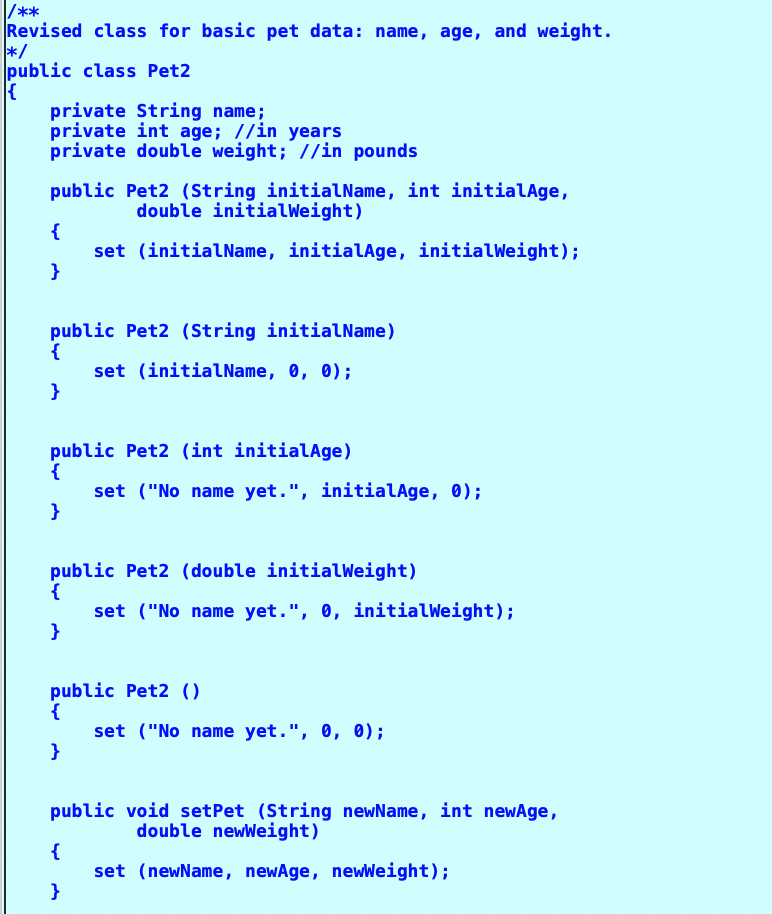 /**
Revised class for basic pet data: name, age, and weight.
*/
public class Pet2
{
    private String name;
    private int age; //in years
    private double weight; //in pounds

    public Pet2 (String initialName, int initialAge,
            double initialWeight)
    {
        set (initialName, initialAge, initialWeight);
    }

    public Pet2 (String initialName)
    {
        set (initialName, 0, 0);
    }

    public Pet2 (int initialAge)
    {
        set ("No name yet.", initialAge, 0);
    }

    public Pet2 (double initialWeight)
    {
        set ("No name yet.", 0, initialWeight);
    }

    public Pet2 ()
    {
        set ("No name yet.", 0, 0);
    }

    public void setPet (String newName, int newAge,
            double newWeight)
    {
        set (newName, newAge, newWeight);
    }